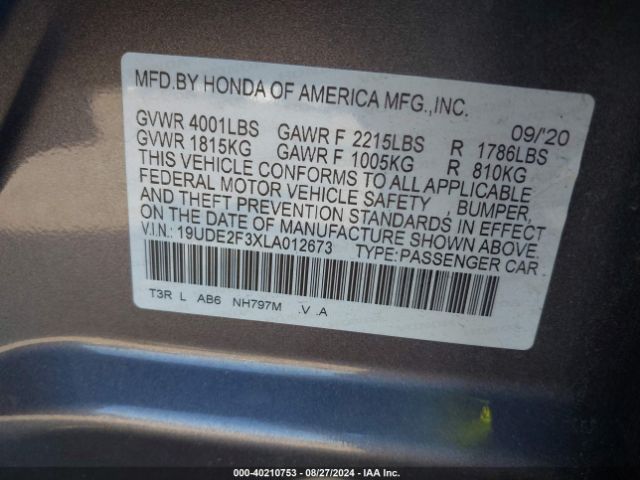 MFD.BY HONDA OF AMERICA MFG.,INC.
09/'20
GVWR 4001LBS GAWR F 2215LBS R 1786LBS
GVWR 1815KG GAWR F 1005KG R 810KG
THIS VEHICLE CONFORMS TO ALL APPLICABLE
FEDERAL MOTOR VEHICLE SAFETY , BUMPER,
AND THEFT PREVENTION STANDARDS IN EFFECT
ON THE DATE OF MANUFACTURE SHOWN ABOVE.
V.I.N.: 19UDE2F3XLA012673 TYPE:PASSENGER CAR
T3R L AB6 NH797M .V .A
000-40210753 - 08/27/2024 - IAA Inc.